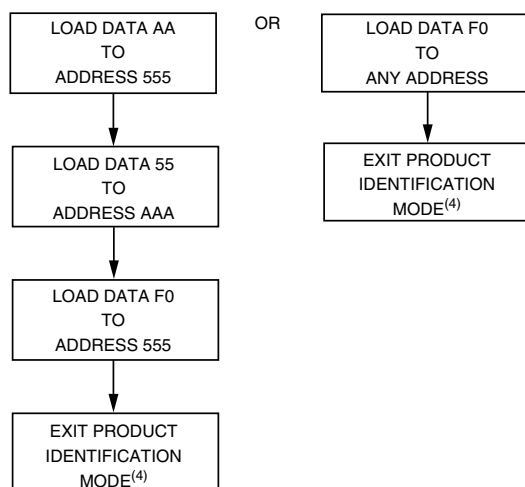 LOAD DATA AA
TO
ADDRESS 555
LOAD DATA 55
TO
ADDRESS AAA
LOAD DATA F0
TO
ADDRESS 555
EXIT PRODUCT
IDENTIFICATION
MODE(4)
OR
LOAD DATA F0
TO
ANY ADDRESS
EXIT PRODUCT
IDENTIFICATION
MODE(4)